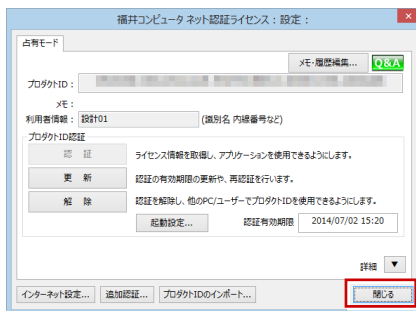 福井コンピュータ ネット認証ライセンス：設定：
×
占有モード
メモ・履歴編集... Q&A
プロダクトID：
メモ：
利用者情報： 設計01 (識別名 内線番号など)
プロダクトID認証
認 証 ライセンス情報を取得し、アプリケーションを使用できるようにします。
更 新 認証の有効期限の更新や、再認証を行います。
解 除 認証を解除し、他のPC/ユーザーでプロダクトIDを使用できるようにします。
起動設定... 認証有効期限 2014/07/02 15:20
詳細 ▼
インターネット設定... 追加認証... プロダクトIDのインポート... 閉じる